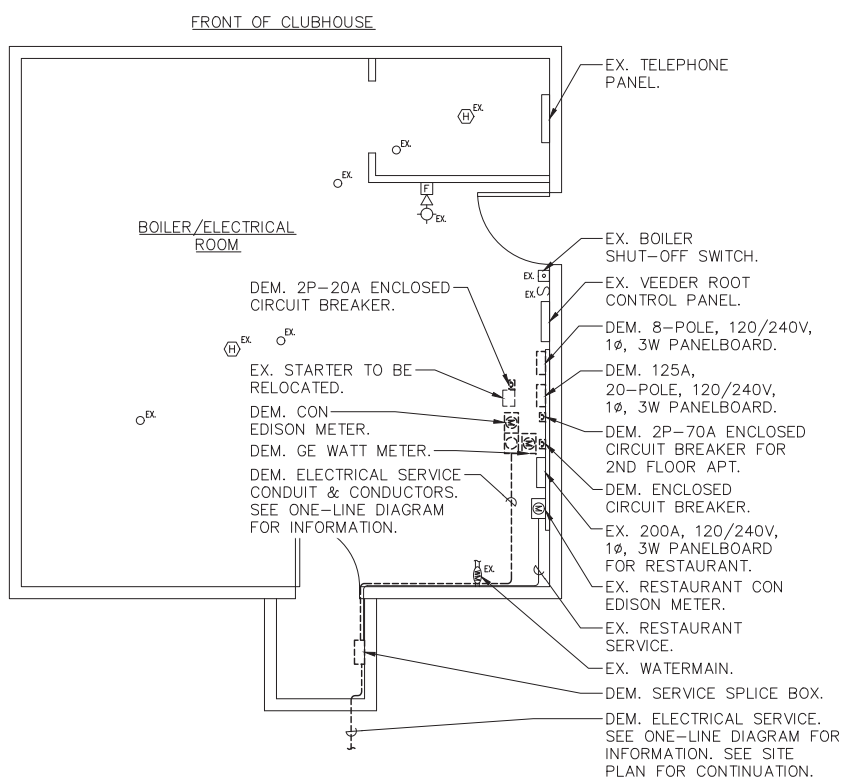 FRONT OF CLUBHOUSE
EX. TELEPHONE
PANEL.
EX.
H
EX.
EX.
F
EX.
BOILER/ELECTRICAL
ROOM
EX. BOILER
SHUT-OFF SWITCH.
EX.
EX.
EX. VEEDER ROOT
CONTROL PANEL.
DEM. 2P-20A ENCLOSED
CIRCUIT BREAKER.
DEM. 8-POLE, 120/240V,
1ø, 3W PANELBOARD.
EX.
H
EX.
EX. STARTER TO BE
RELOCATED.
DEM. 125A,
20-POLE, 120/240V,
1ø, 3W PANELBOARD.
EX.
DEM. CON
EDISON METER.
M
DEM. 2P-70A ENCLOSED
CIRCUIT BREAKER FOR
2ND FLOOR APT.
DEM. GE WATT METER.
M
DEM. ELECTRICAL SERVICE
CONDUIT & CONDUCTORS.
SEE ONE-LINE DIAGRAM
FOR INFORMATION.
DEM. ENCLOSED
CIRCUIT BREAKER.
M
EX. 200A, 120/240V,
1ø, 3W PANELBOARD
FOR RESTAURANT.
EX.
WM
EX. RESTAURANT CON
EDISON METER.
EX. RESTAURANT
SERVICE.
EX. WATERMAIN.
DEM. SERVICE SPLICE BOX.
DEM. ELECTRICAL SERVICE.
SEE ONE-LINE DIAGRAM FOR
INFORMATION. SEE SITE
PLAN FOR CONTINUATION.